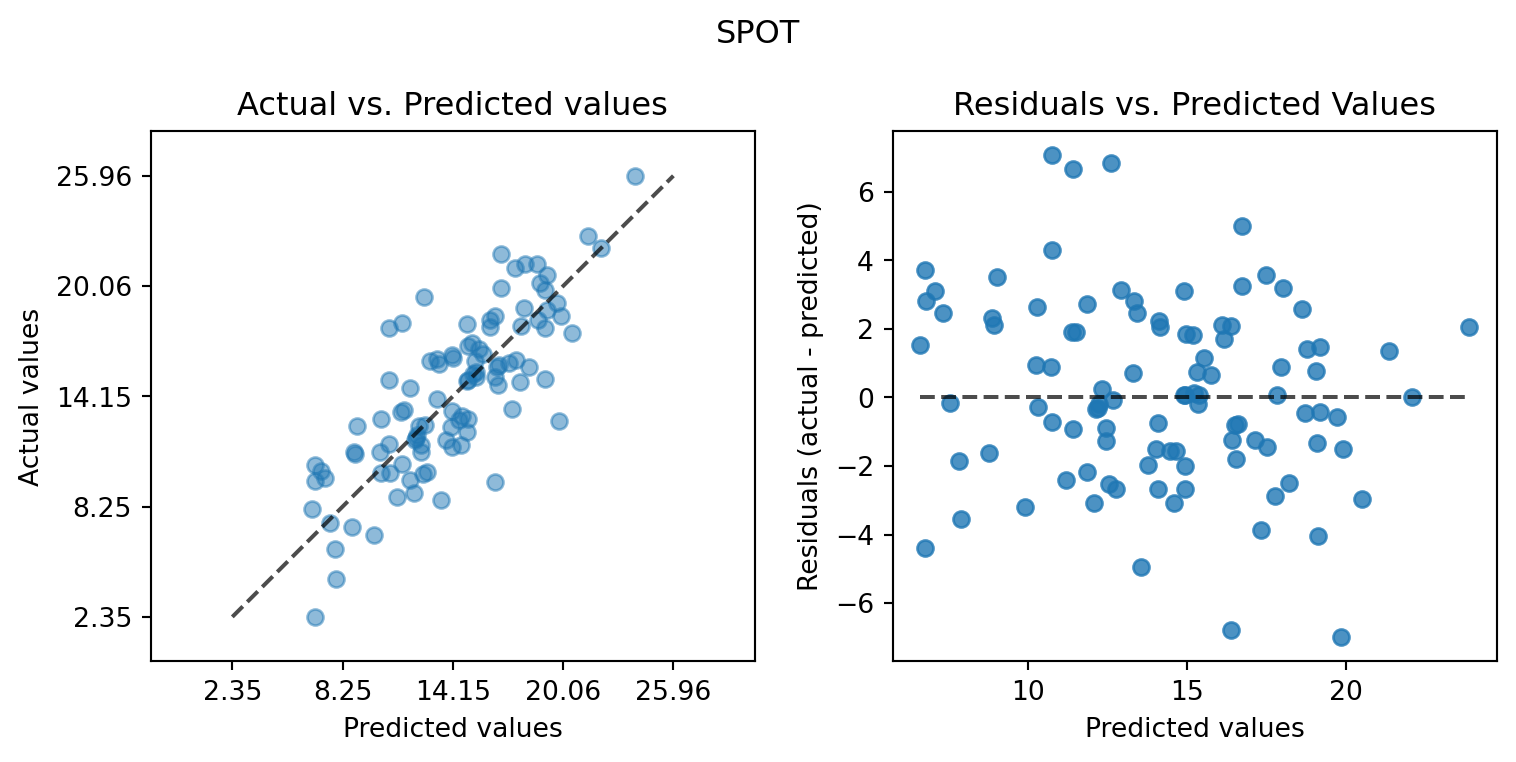 SPOT
Actual vs. Predicted values
Actual values
25.96
20.06
14.15
8.25
2.35
2.35 8.25 14.15 20.06 25.96
Predicted values
Residuals vs. Predicted Values
Residuals (actual - predicted)
6
4
2
0
−2
−4
−6
10 15 20
Predicted values